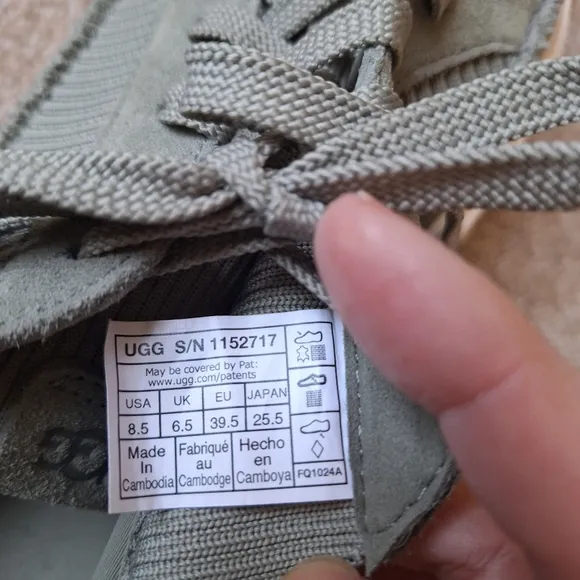 UGG S/N 1152717
May be covered by Pat:
www.ugg.com/patents
USA UK EU JAPAN
8.5 6.5 39.5 25.5
Made In Cambodia
Fabriqué au Cambodge
Hecho en Camboya
FQ1024A